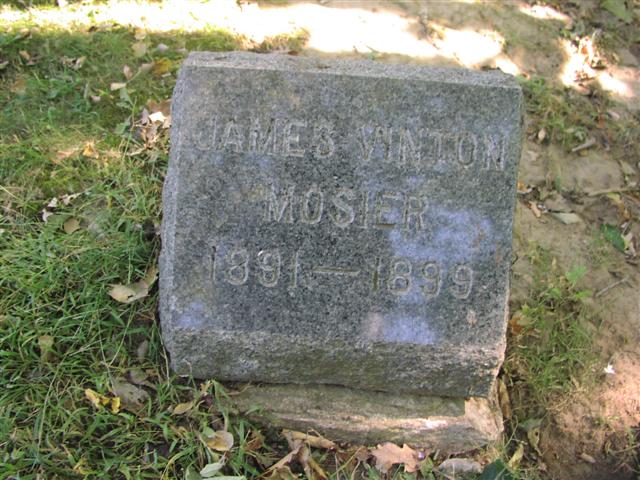 JAMES VINTON
MOSIER
1891 — 1899